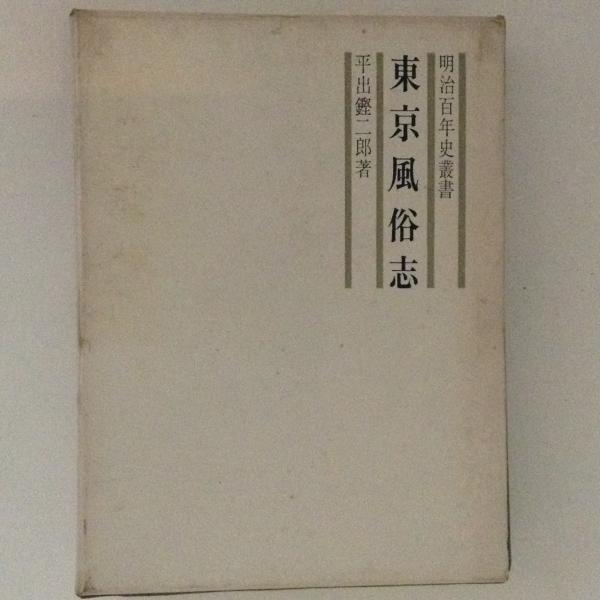 明治百年史叢書
東京風俗志
平出鏗二郎著